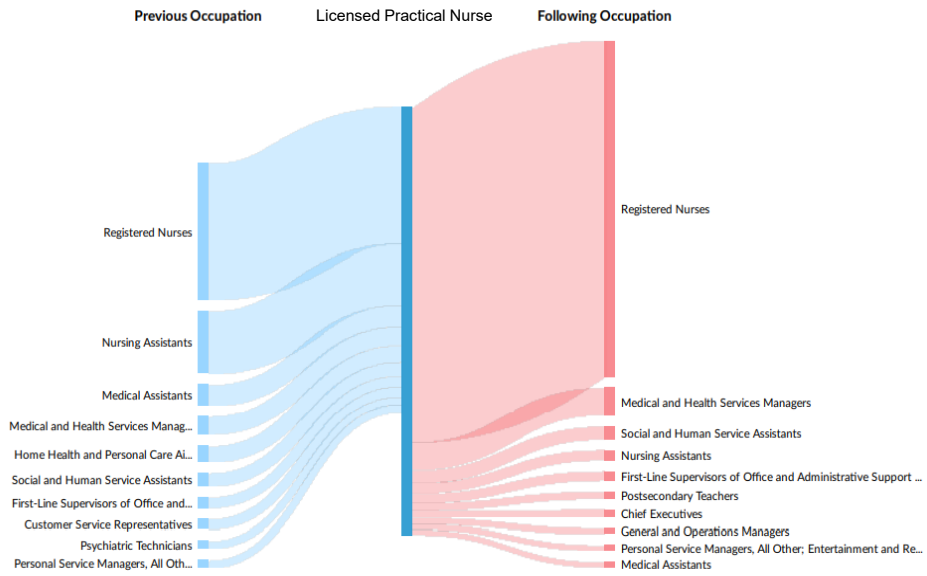 Previous Occupation
Licensed Practical Nurse
Following Occupation
Registered Nurses
Nursing Assistants
Medical Assistants
Medical and Health Services Manag...
Home Health and Personal Care Ai...
Social and Human Service Assistants
First-Line Supervisors of Office and...
Customer Service Representatives
Psychiatric Technicians
Personal Service Managers, All Oth...
Registered Nurses
Medical and Health Services Managers
Social and Human Service Assistants
Nursing Assistants
First-Line Supervisors of Office and Administrative Support ...
Postsecondary Teachers
Chief Executives
General and Operations Managers
Personal Service Managers, All Other; Entertainment and Re...
Medical Assistants